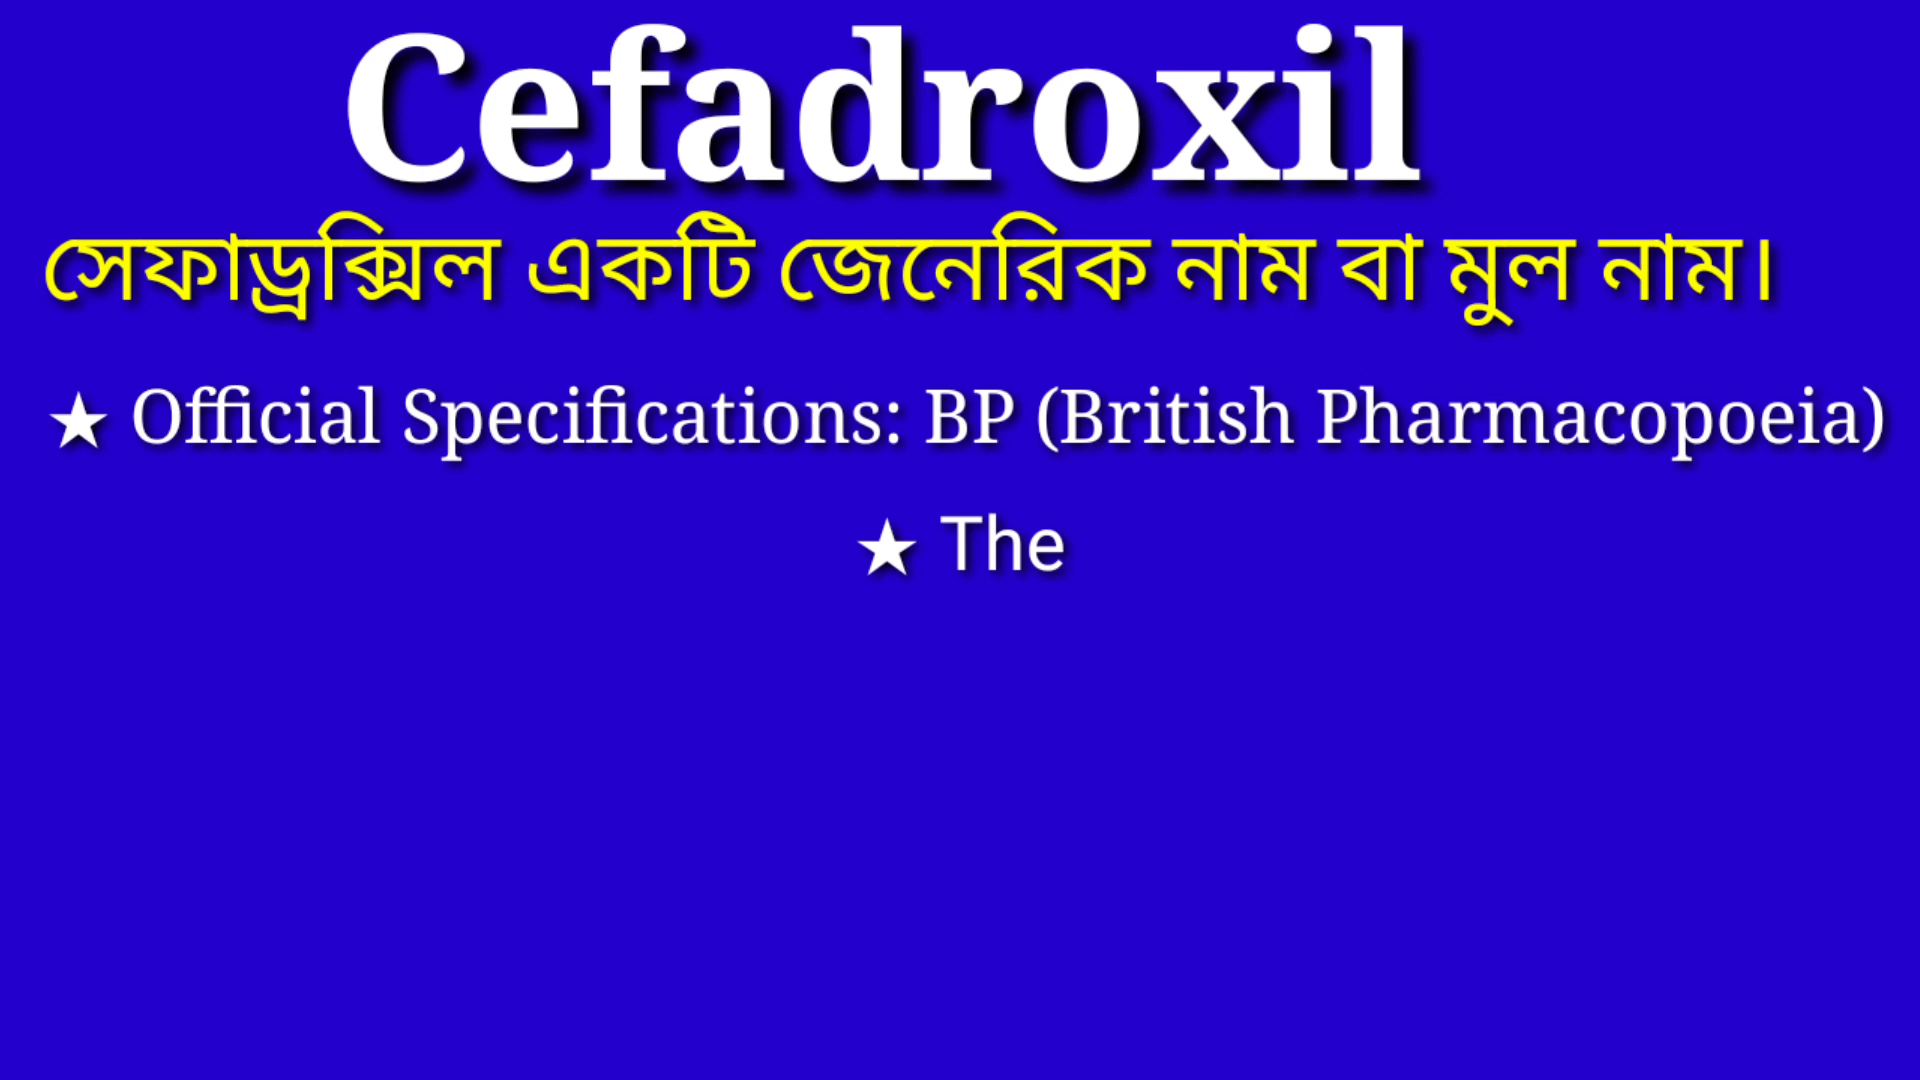 Cefadroxil
সেফাড্রক্সিল একটি জেনেরিক নাম বা মুল নাম।
★ Official Specifications: BP (British Pharmacopoeia)
★ The